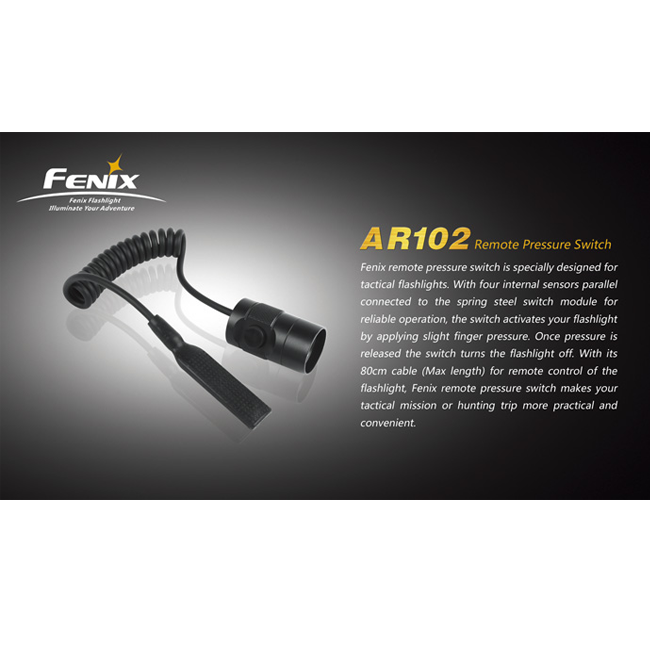 FENIX
Fenix Flashlight
Illuminate Your Adventure
AR102 Remote Pressure Switch
Fenix remote pressure switch is specially designed for
tactical flashlights. With four internal sensors parallel
connected to the spring steel switch module for
reliable operation, the switch activates your flashlight
by applying slight finger pressure. Once pressure is
released the switch turns the flashlight off. With its
80cm cable (Max length) for remote control of the
flashlight, Fenix remote pressure switch makes your
tactical mission or hunting trip more practical and
convenient.